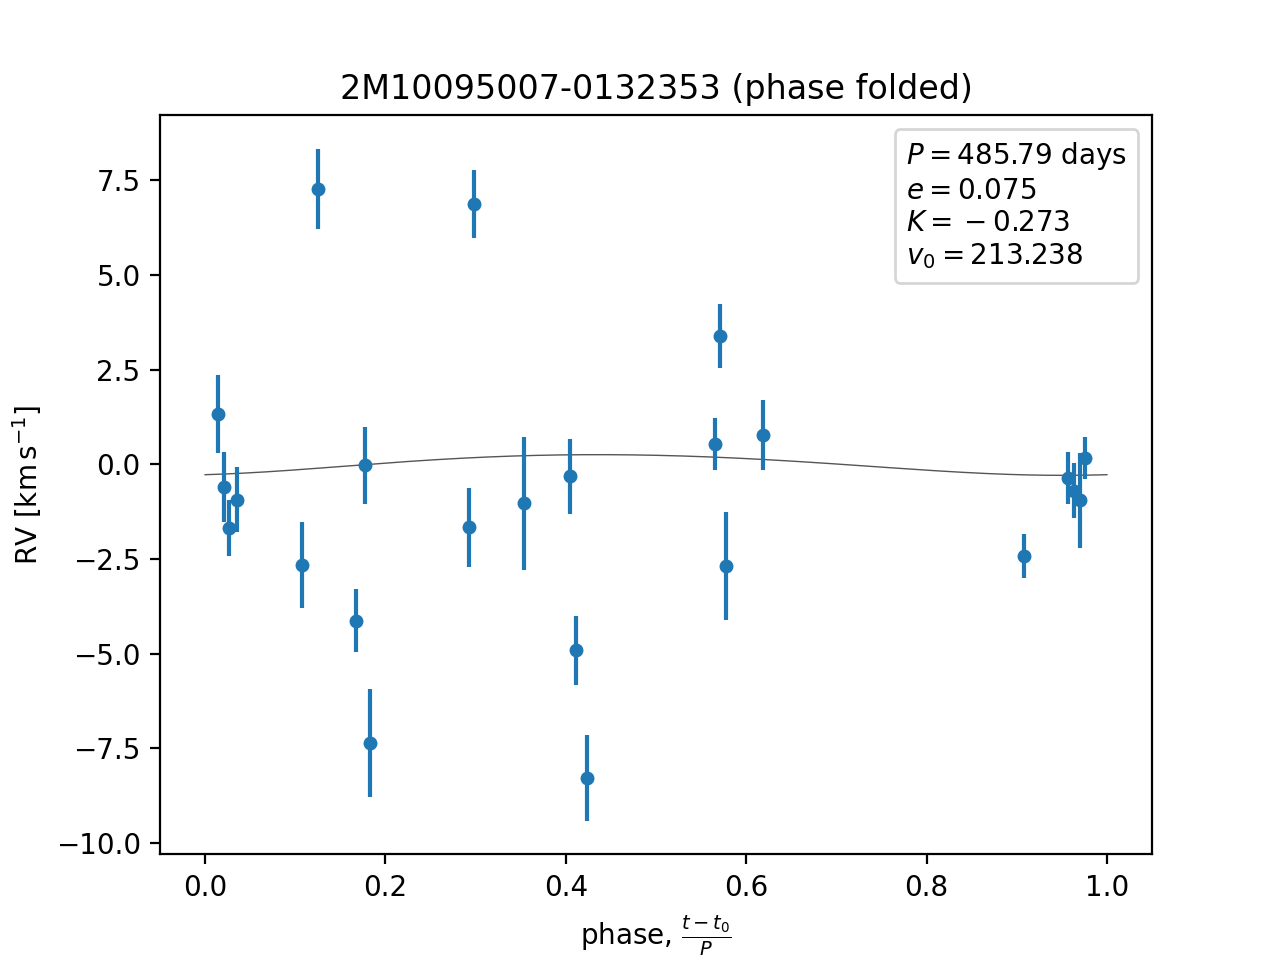 2M10095007-0132353 (phase folded)
P = 485.79 days
e = 0.075
K = −0.273
v₀ = 213.238
7.5
5.0
2.5
0.0
−2.5
−5.0
−7.5
−10.0
RV [km s⁻¹]
0.0 0.2 0.4 0.6 0.8 1.0
phase, (t − t₀)/P